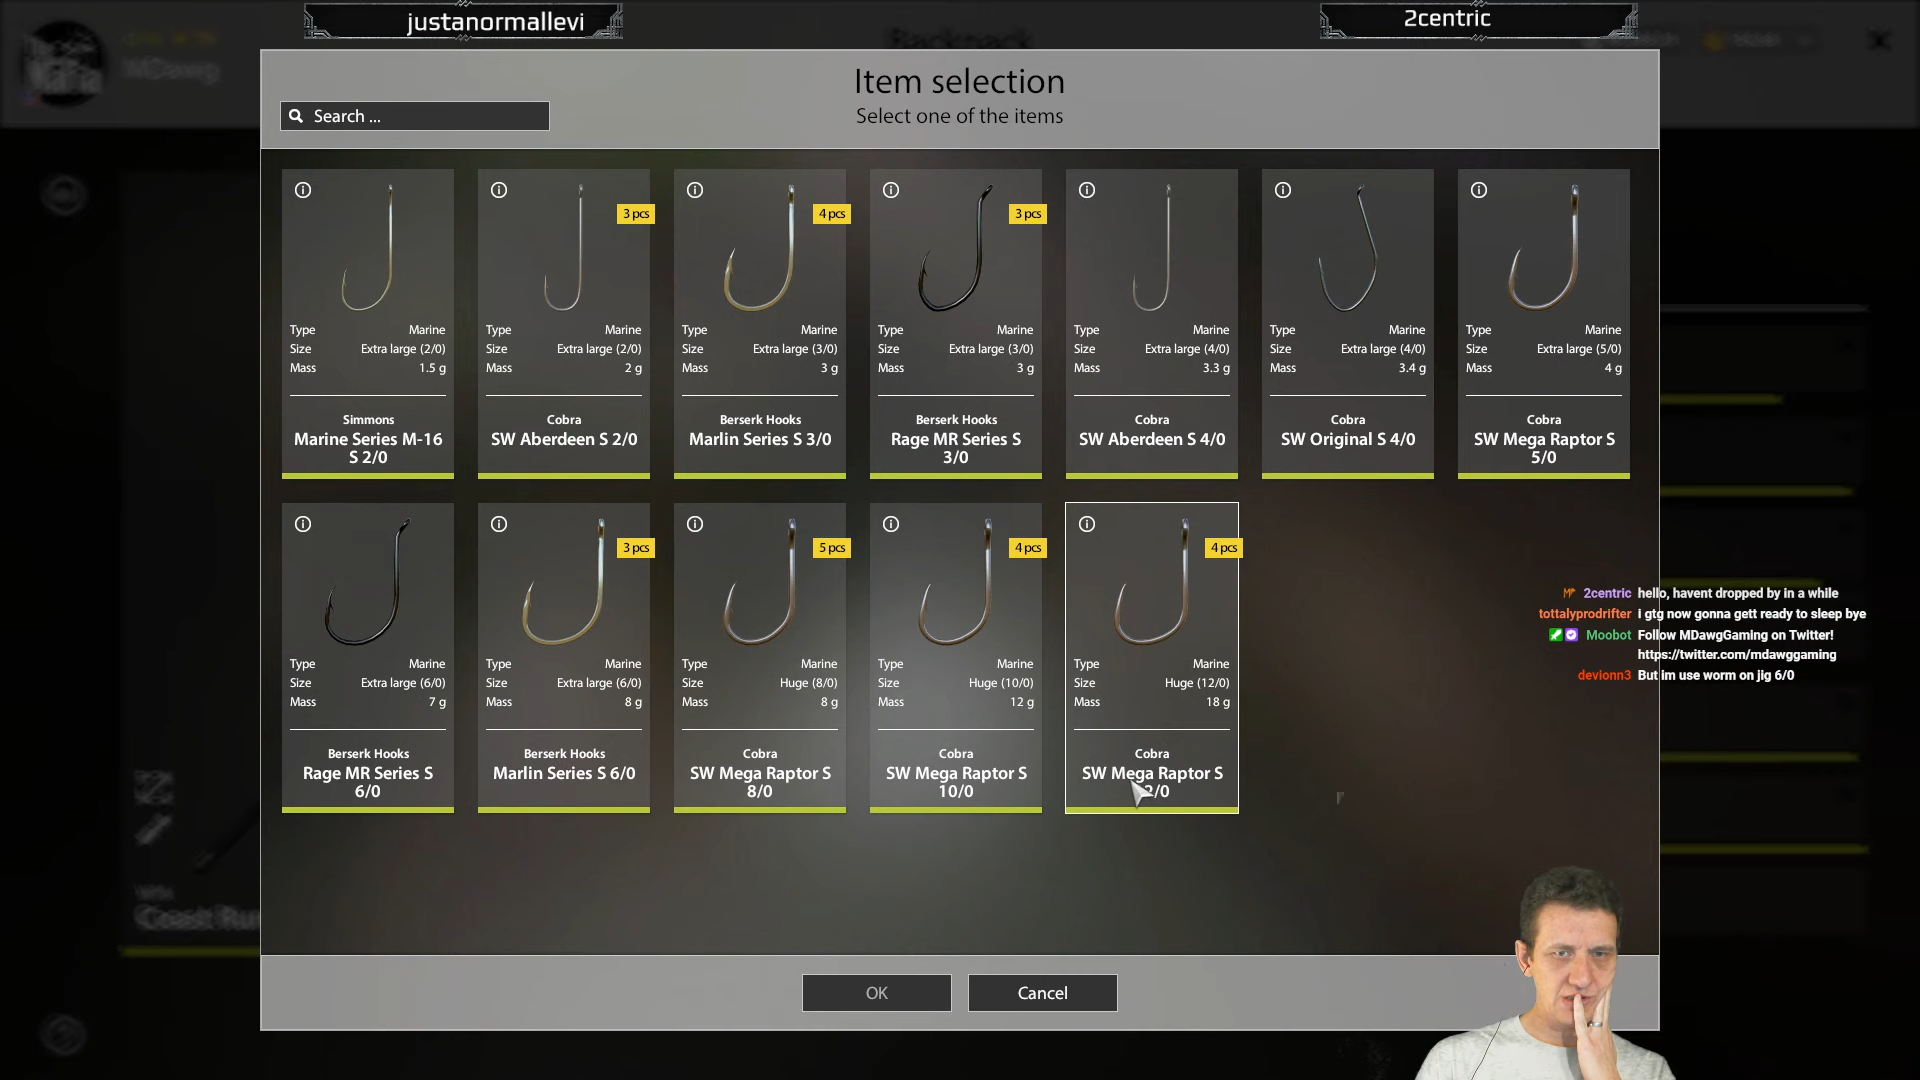 justanormallevi
2centric
Item selection
Select one of the items
Search ...
3 pcs
4 pcs
3 pcs
Type Marine
Size Extra large (2/0)
Mass 1.5 g
Simmons
Marine Series M-16
S 2/0
Type Marine
Size Extra large (2/0)
Mass 2 g
Cobra
SW Aberdeen S 2/0
Type Marine
Size Extra large (3/0)
Mass 3 g
Berserk Hooks
Marlin Series S 3/0
Type Marine
Size Extra large (3/0)
Mass 3 g
Berserk Hooks
Rage MR Series S
3/0
Type Marine
Size Extra large (4/0)
Mass 3.3 g
Cobra
SW Aberdeen S 4/0
Type Marine
Size Extra large (4/0)
Mass 3.4 g
Cobra
SW Original S 4/0
Type Marine
Size Extra large (5/0)
Mass 4 g
Cobra
SW Mega Raptor S
5/0
Type Marine
Size Extra large (6/0)
Mass 7 g
Berserk Hooks
Rage MR Series S
6/0
3 pcs
Type Marine
Size Extra large (6/0)
Mass 8 g
Berserk Hooks
Marlin Series S 6/0
5 pcs
Type Marine
Size Huge (8/0)
Mass 8 g
Cobra
SW Mega Raptor S
8/0
4 pcs
Type Marine
Size Huge (10/0)
Mass 12 g
Cobra
SW Mega Raptor S
10/0
4 pcs
Type Marine
Size Huge (12/0)
Mass 18 g
Cobra
SW Mega Raptor S
2/0
2centric hello, havent dropped by in a while
tottalyprodrifter i gtg now gonna gett ready to sleep bye
Moobot Follow MDawgGaming on Twitter!
https://twitter.com/mdawggaming
devionn3 But im use worm on jig 6/0
OK
Cancel